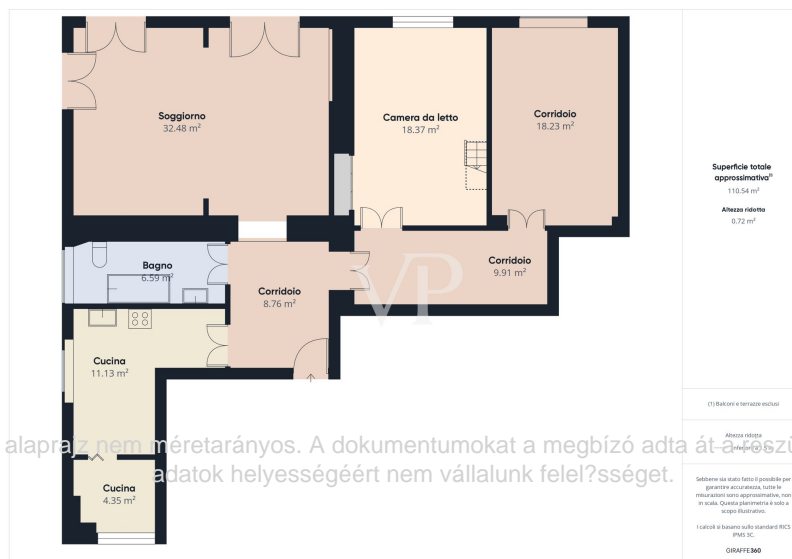 Soggiorno
32.48 m²
Camera da letto
18.37 m²
Corridoio
18.23 m²
Superficie totale
approssimativa⁽¹⁾
110.54 m²
Altezza ridotta
0.72 m²
Bagno
6.59 m²
Corridoio
8.76 m²
Corridoio
9.91 m²
VP
Cucina
11.13 m²
Cucina
4.35 m²
(1) Balconi e terrazze esclusi
Altezza ridotta
alaprajz nem méretarányos. A dokumentumokat a megbízó adta át a részü
adatok helyességéért nem vállalunk felel?sséget.
Sebbene sia stato fatto il possibile per
garantire accuratezza, tutte le
misurazioni sono approssimative, non
in scala. Questa planimetria è solo a
scopo illustrativo.
I calcoli si basano sullo standard RICS
IPMS 3C.
GIRAFFE360